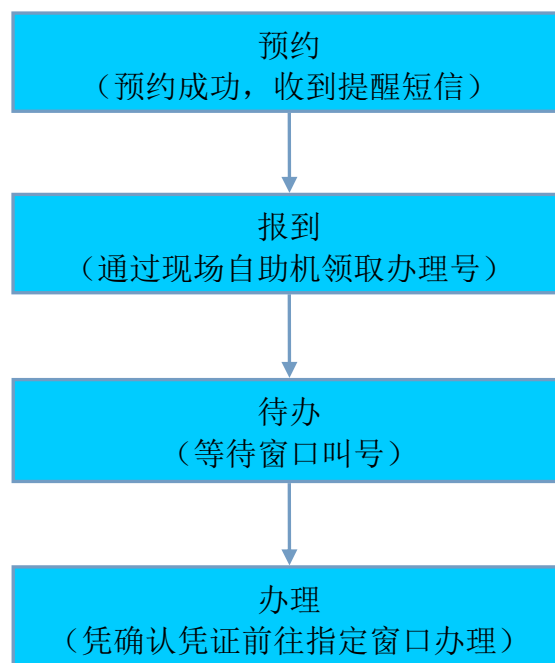 预约
（预约成功，收到提醒短信）
报到
（通过现场自助机领取办理号）
待办
（等待窗口叫号）
办理
（凭确认凭证前往指定窗口办理）